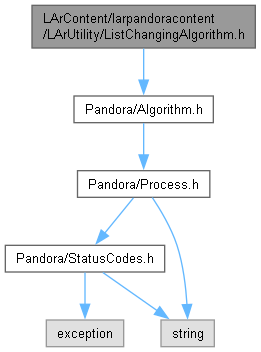 LArContent/larpandoracontent
/LArUtility/ListChangingAlgorithm.h
Pandora/Algorithm.h
Pandora/Process.h
Pandora/StatusCodes.h
exception
string